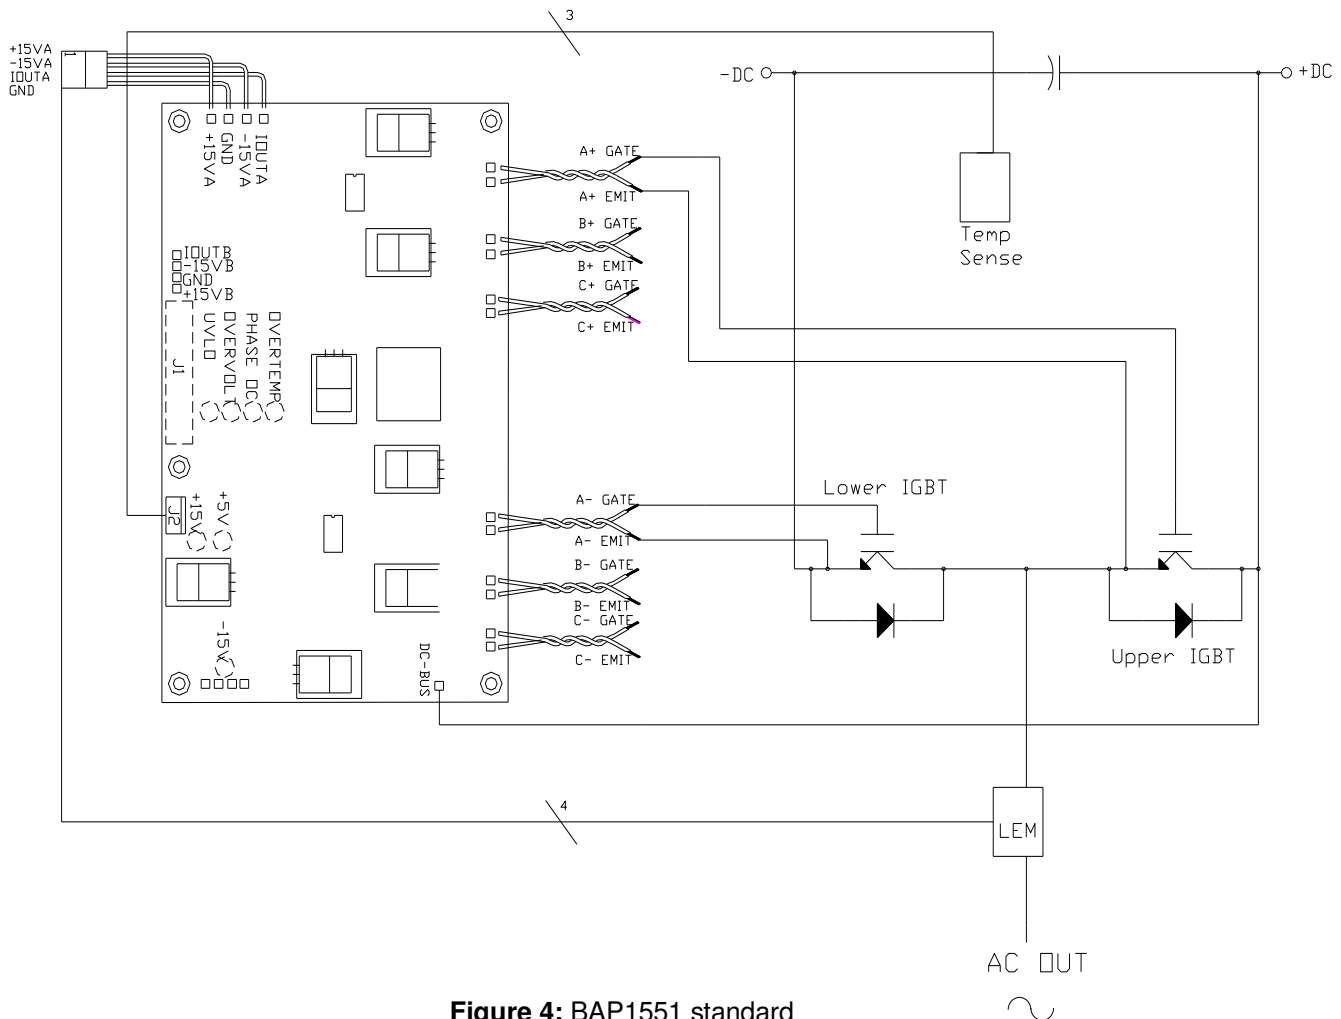 3
+15VA
-15VA
IOUTA
GND
1
-DC
+DC
+15VA
GND
-15VA
IOUTA
A+ GATE
A+ EMIT
B+ GATE
B+ EMIT
C+ GATE
C+ EMIT
Temp
Sense
IOUTB
-15VB
GND
+15VB
J1
UVLO
OVERVOLT
PHASE OC
OVERTEMP
J2
+15V
+5V
A- GATE
A- EMIT
B- GATE
B- EMIT
C- GATE
C- EMIT
Lower IGBT
Upper IGBT
-15V
DC-BUS
4
LEM
AC OUT
Figure 4: BAP1551 standard